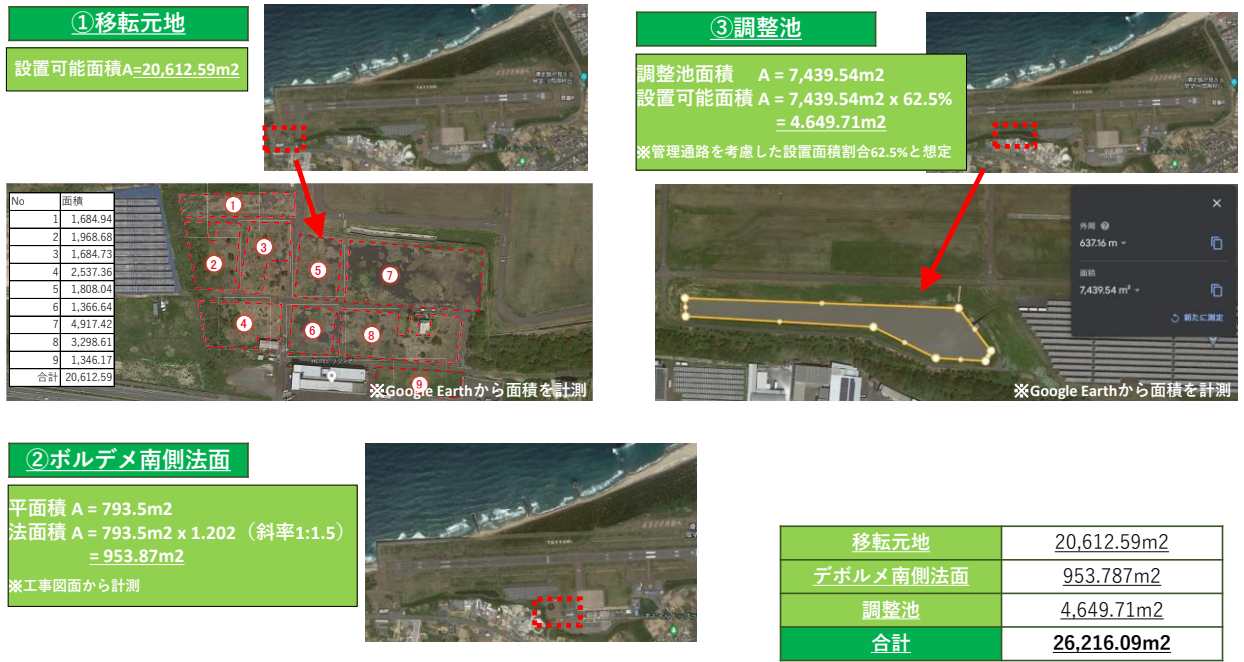 ①移転元地
設置可能面積A=20,612.59m2
No 面積
1 1,684.94
2 1,968.68
3 1,684.73
4 2,537.36
5 1,808.04
6 1,366.64
7 4,917.42
8 3,298.61
9 1,346.17
合計 20,612.59
1
2
3
4
5
6
7
8
9
※Google Earthから面積を計測
③調整池
調整池面積 A = 7,439.54m2
設置可能面積 A = 7,439.54m2 x 62.5%
= 4.649.71m2
※管理通路を考慮した設置面積割合62.5%と想定
外周
637.16 m
面積
7,439.54 m²
新たに測定
※Google Earthから面積を計測
②ボルデメ南側法面
平面積 A = 793.5m2
法面積 A = 793.5m2 x 1.202（斜率1:1.5）
= 953.87m2
※工事図面から計測
移転元地 20,612.59m2
デボルメ南側法面 953.787m2
調整池 4,649.71m2
合計 26,216.09m2